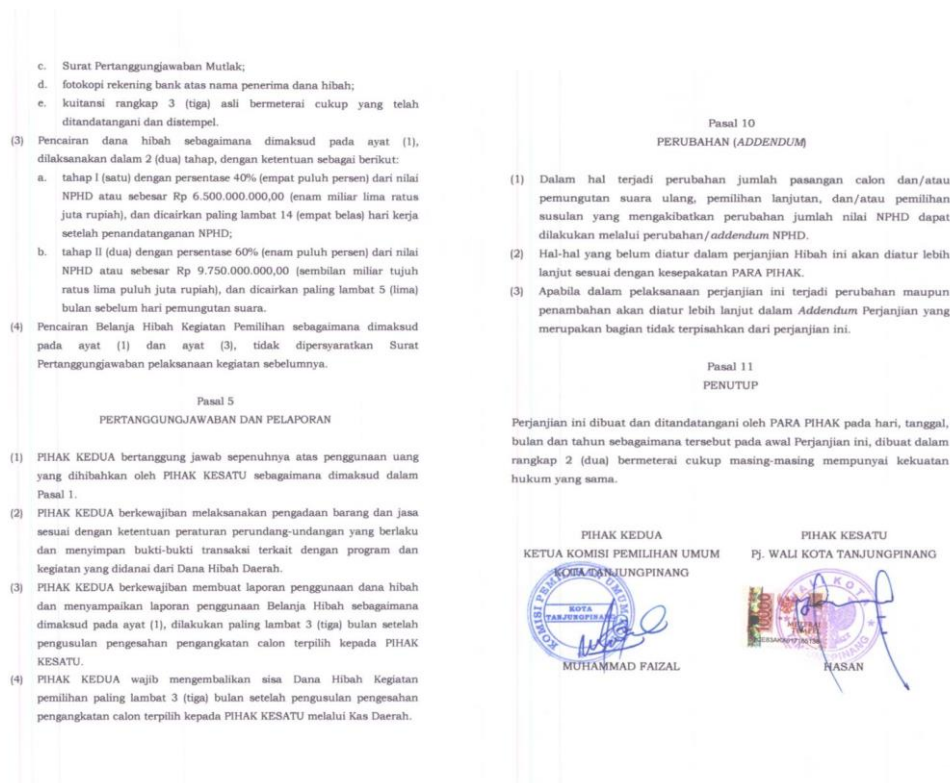 c. Surat Pertanggungjawaban Mutlak;
d. fotokopi rekening bank atas nama penerima dana hibah;
e. kuitansi rangkap 3 (tiga) asli bermeterai cukup yang telah
ditandatangani dan distempel.
(3) Pencairan dana hibah sebagaimana dimaksud pada ayat (1),
dilaksanakan dalam 2 (dua) tahap, dengan ketentuan sebagai berikut:
a. tahap I (satu) dengan persentase 40% (empat puluh persen) dari nilai
NPHD atau sebesar Rp 6.500.000.000,00 (enam miliar lima ratus
juta rupiah), dan dicairkan paling lambat 14 (empat belas) hari kerja
setelah penandatanganan NPHD;
b. tahap II (dua) dengan persentase 60% (enam puluh persen) dari nilai
NPHD atau sebesar Rp 9.750.000.000,00 (sembilan miliar tujuh
ratus lima puluh juta rupiah), dan dicairkan paling lambat 5 (lima)
bulan sebelum hari pemungutan suara.
(4) Pencairan Belanja Hibah Kegiatan Pemilihan sebagaimana dimaksud
pada ayat (1) dan ayat (3), tidak dipersyaratkan Surat
Pertanggungjawaban pelaksanaan kegiatan sebelumnya.
Pasal 5
PERTANGGUNGJAWABAN DAN PELAPORAN
(1) PIHAK KEDUA bertanggung jawab sepenuhnya atas penggunaan uang
yang dihibahkan oleh PIHAK KESATU sebagaimana dimaksud dalam
Pasal 1.
(2) PIHAK KEDUA berkewajiban melaksanakan pengadaan barang dan jasa
sesuai dengan ketentuan peraturan perundang-undangan yang berlaku
dan menyimpan bukti-bukti transaksi terkait dengan program dan
kegiatan yang didanai dari Dana Hibah Daerah.
(3) PIHAK KEDUA berkewajiban membuat laporan penggunaan dana hibah
dan menyampaikan laporan penggunaan Belanja Hibah sebagaimana
dimaksud pada ayat (1), dilakukan paling lambat 3 (tiga) bulan setelah
pengusulan pengesahan pengangkatan calon terpilih kepada PIHAK
KESATU.
(4) PIHAK KEDUA wajib mengembalikan sisa Dana Hibah Kegiatan
pemilihan paling lambat 3 (tiga) bulan setelah pengusulan pengesahan
pengangkatan calon terpilih kepada PIHAK KESATU melalui Kas Daerah.
Pasal 10
PERUBAHAN (ADDENDUM)
(1) Dalam hal terjadi perubahan jumlah pasangan calon dan/atau
pemungutan suara ulang, pemilihan lanjutan, dan/atau pemilihan
susulan yang mengakibatkan perubahan jumlah nilai NPHD dapat
dilakukan melalui perubahan/addendum NPHD.
(2) Hal-hal yang belum diatur dalam perjanjian Hibah ini akan diatur lebih
lanjut sesuai dengan kesepakatan PARA PIHAK.
(3) Apabila dalam pelaksanaan perjanjian ini terjadi perubahan maupun
penambahan akan diatur lebih lanjut dalam Addendum Perjanjian yang
merupakan bagian tidak terpisahkan dari perjanjian ini.
Pasal 11
PENUTUP
Perjanjian ini dibuat dan ditandatangani oleh PARA PIHAK pada hari, tanggal,
bulan dan tahun sebagaimana tersebut pada awal Perjanjian ini, dibuat dalam
rangkap 2 (dua) bermeterai cukup masing-masing mempunyai kekuatan
hukum yang sama.
PIHAK KEDUA
KETUA KOMISI PEMILIHAN UMUM
KOTA TANJUNGPINANG
KOMISI PEMILIHAN UMUM
KOTA
TANJUNGPINANG
MUHAMMAD FAIZAL
PIHAK KESATU
Pj. WALI KOTA TANJUNGPINANG
10000
HASAN